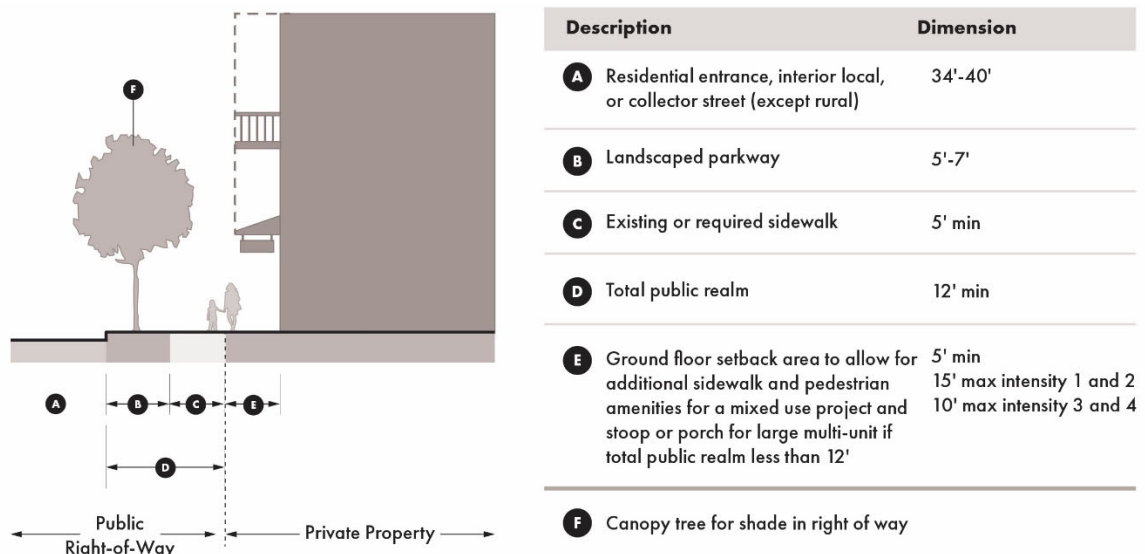 F
A
B
C
E
D
Public
Right-of-Way
Private Property
Description Dimension
A Residential entrance, interior local, 34'-40'
or collector street (except rural)
B Landscaped parkway 5'-7'
C Existing or required sidewalk 5' min
D Total public realm 12' min
E Ground floor setback area to allow for 5' min
additional sidewalk and pedestrian 15' max intensity 1 and 2
amenities for a mixed use project and 10' max intensity 3 and 4
stoop or porch for large multi-unit if
total public realm less than 12'
F Canopy tree for shade in right of way